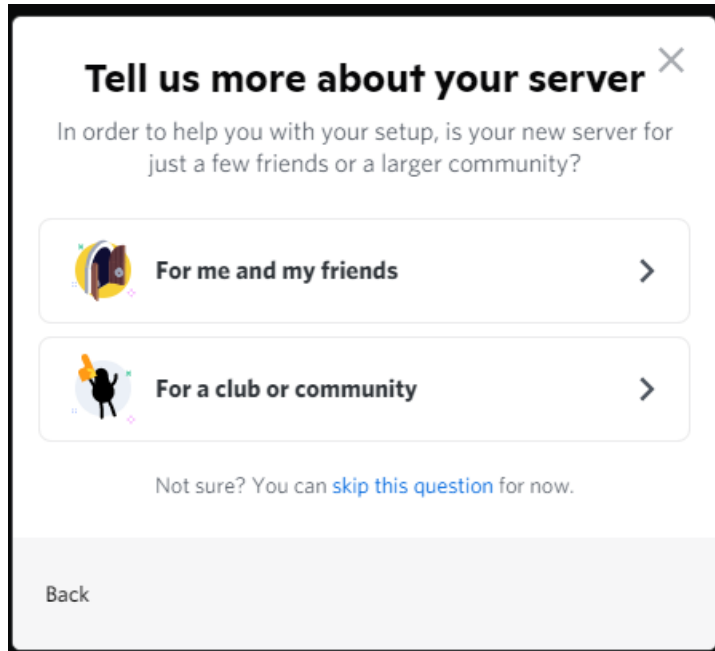 Tell us more about your server
In order to help you with your setup, is your new server for
just a few friends or a larger community?
For me and my friends
For a club or community
Not sure? You can skip this question for now.
Back